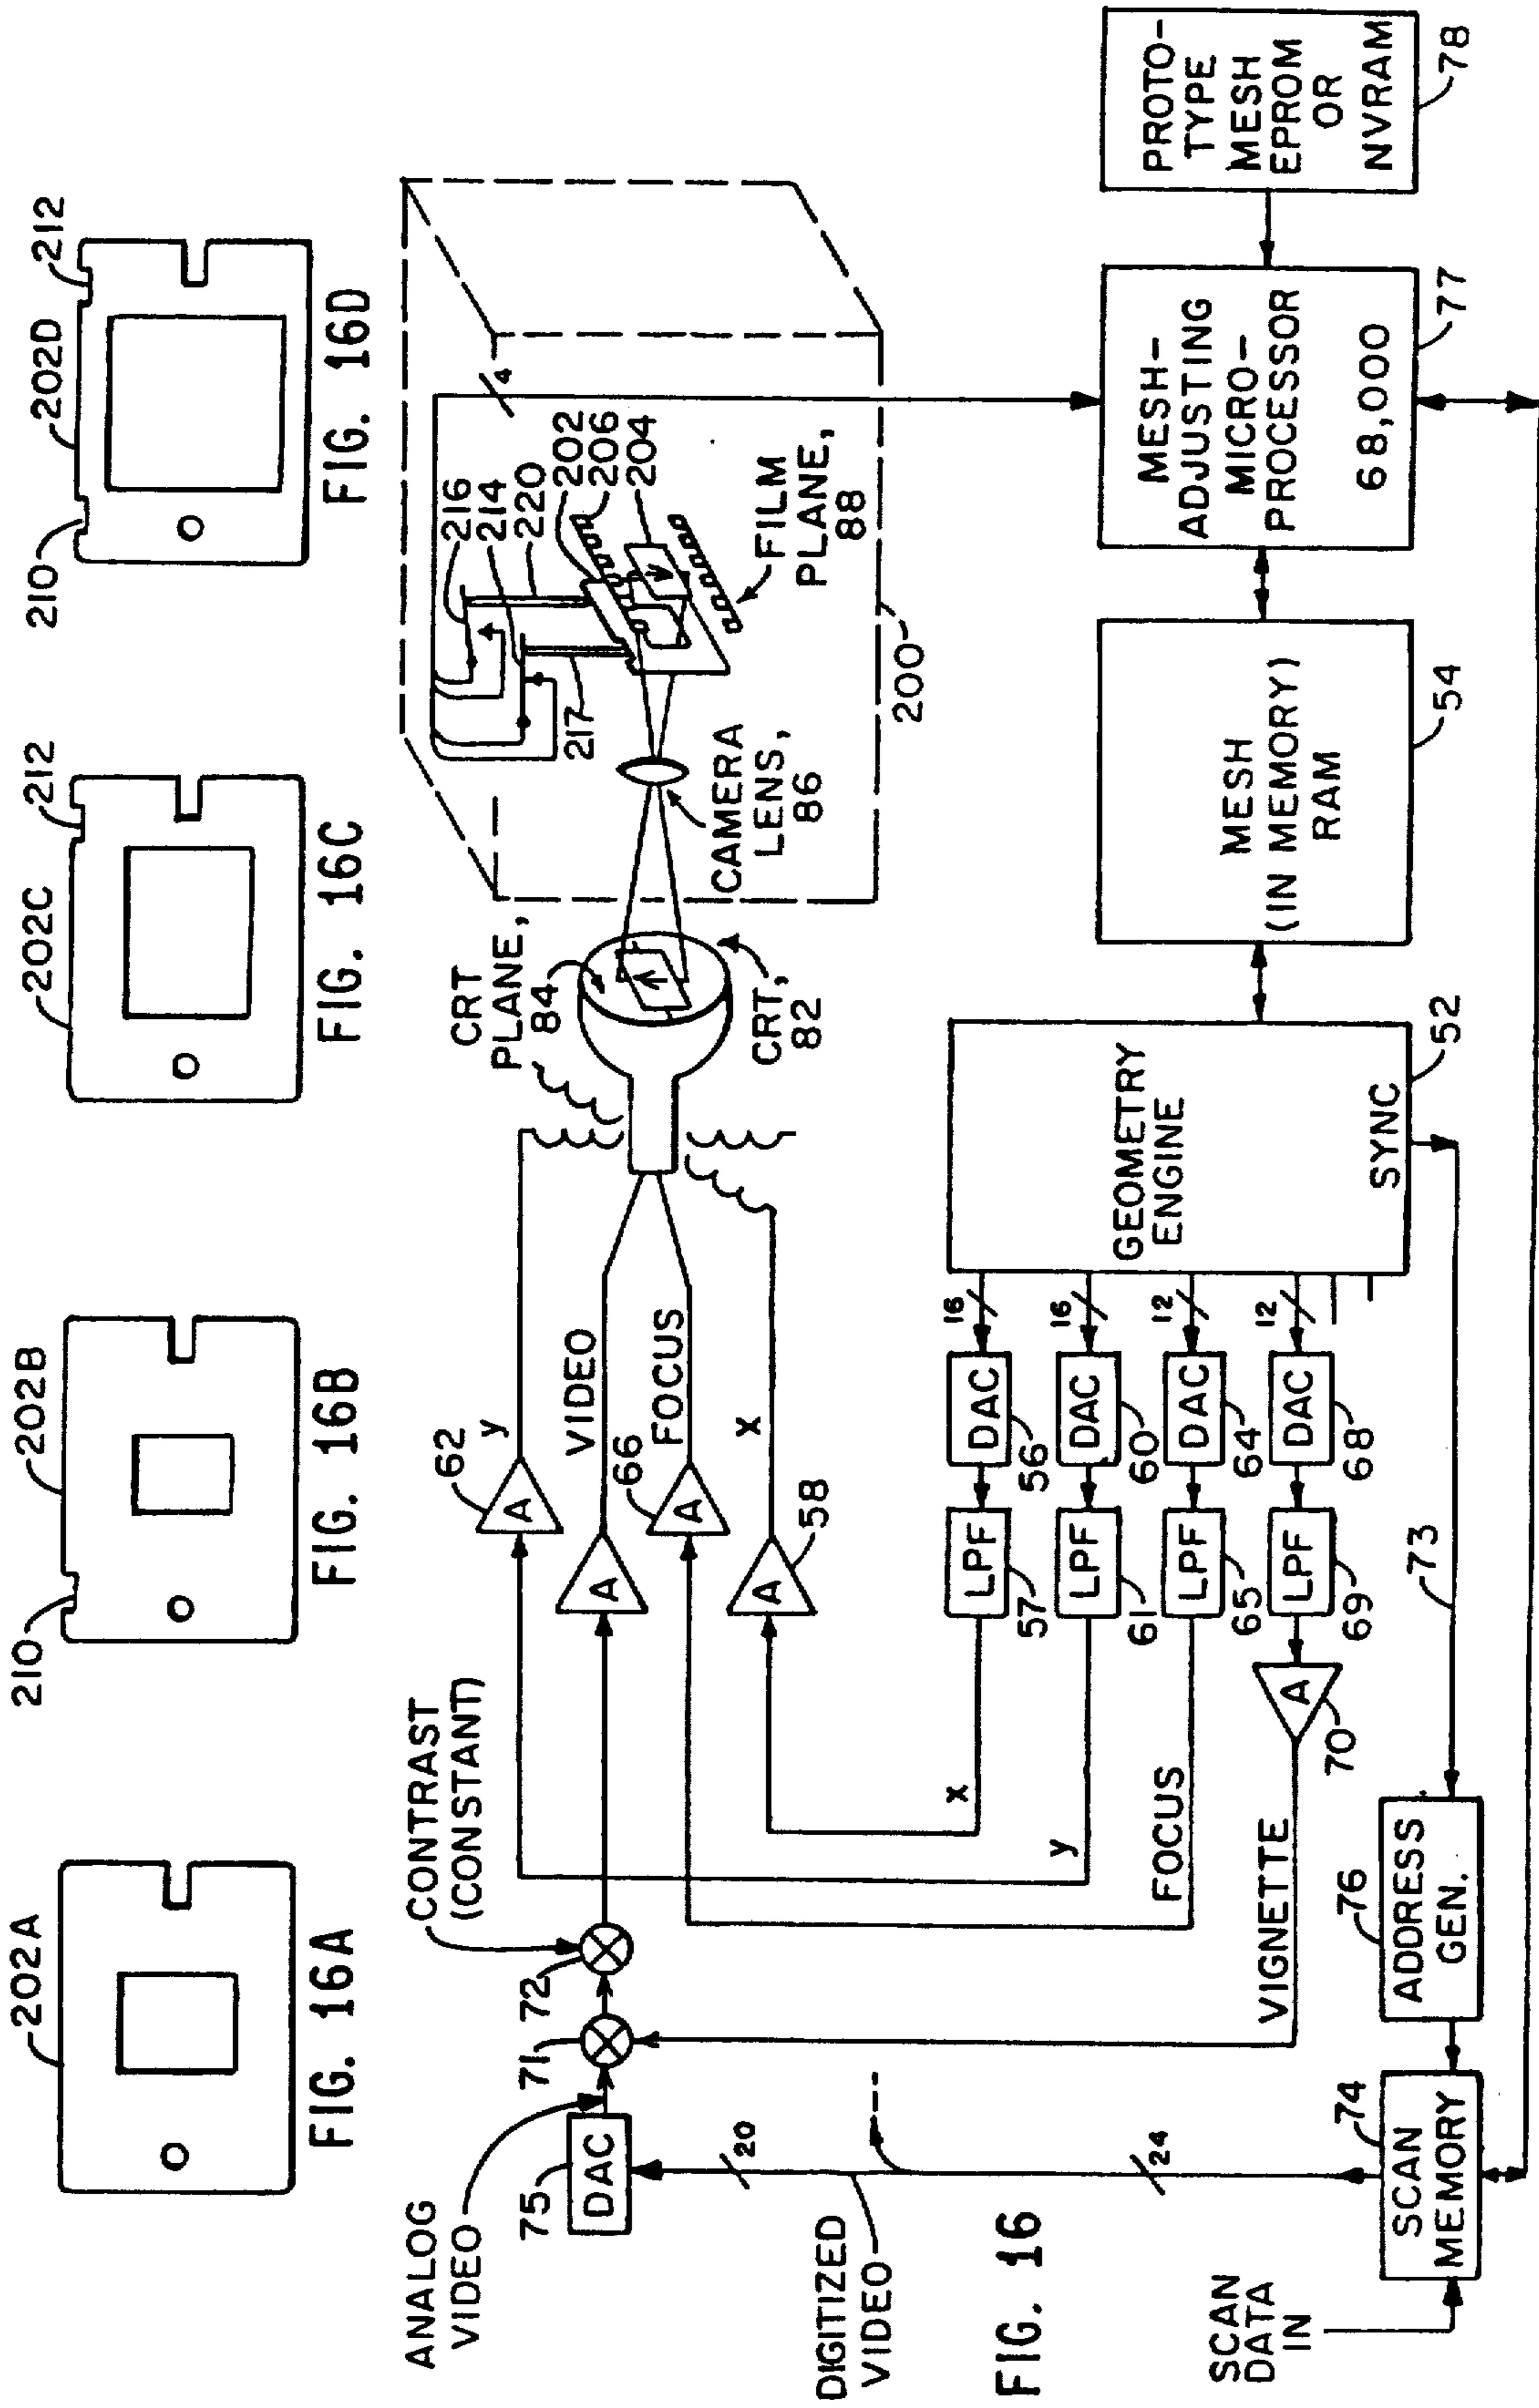 202A
FIG. 16A
210
202B
FIG. 16B
202C
212
FIG. 16C
210
202D
212
FIG. 16D
ANALOG
VIDEO
75
DAC
71
72
CONTRAST
(CONSTANT)
62
A
y
A
VIDEO
66
A
FOCUS
A
58
X
CRT
PLANE,
84
CRT,
82
CAMERA
LENS,
86
217
216
214
220
202
206
204
FILM
PLANE,
88
200
4
DIGITIZED
VIDEO
20
24
x
y
FOCUS
VIGNETTE
70
A
LPF
57
DAC
56
16
LPF
61
DAC
60
16
LPF
65
DAC
64
12
LPF
69
DAC
68
12
GEOMETRY
ENGINE
SYNC
52
MESH
(IN MEMORY)
RAM
54
MESH-
ADJUSTING
MICRO-
PROCESSOR
68,000
77
PROTO-
TYPE
MESH
EPROM
OR
NVRAM
78
FIG. 16
SCAN
DATA
IN
74
SCAN
MEMORY
76
ADDRESS
GEN.
73